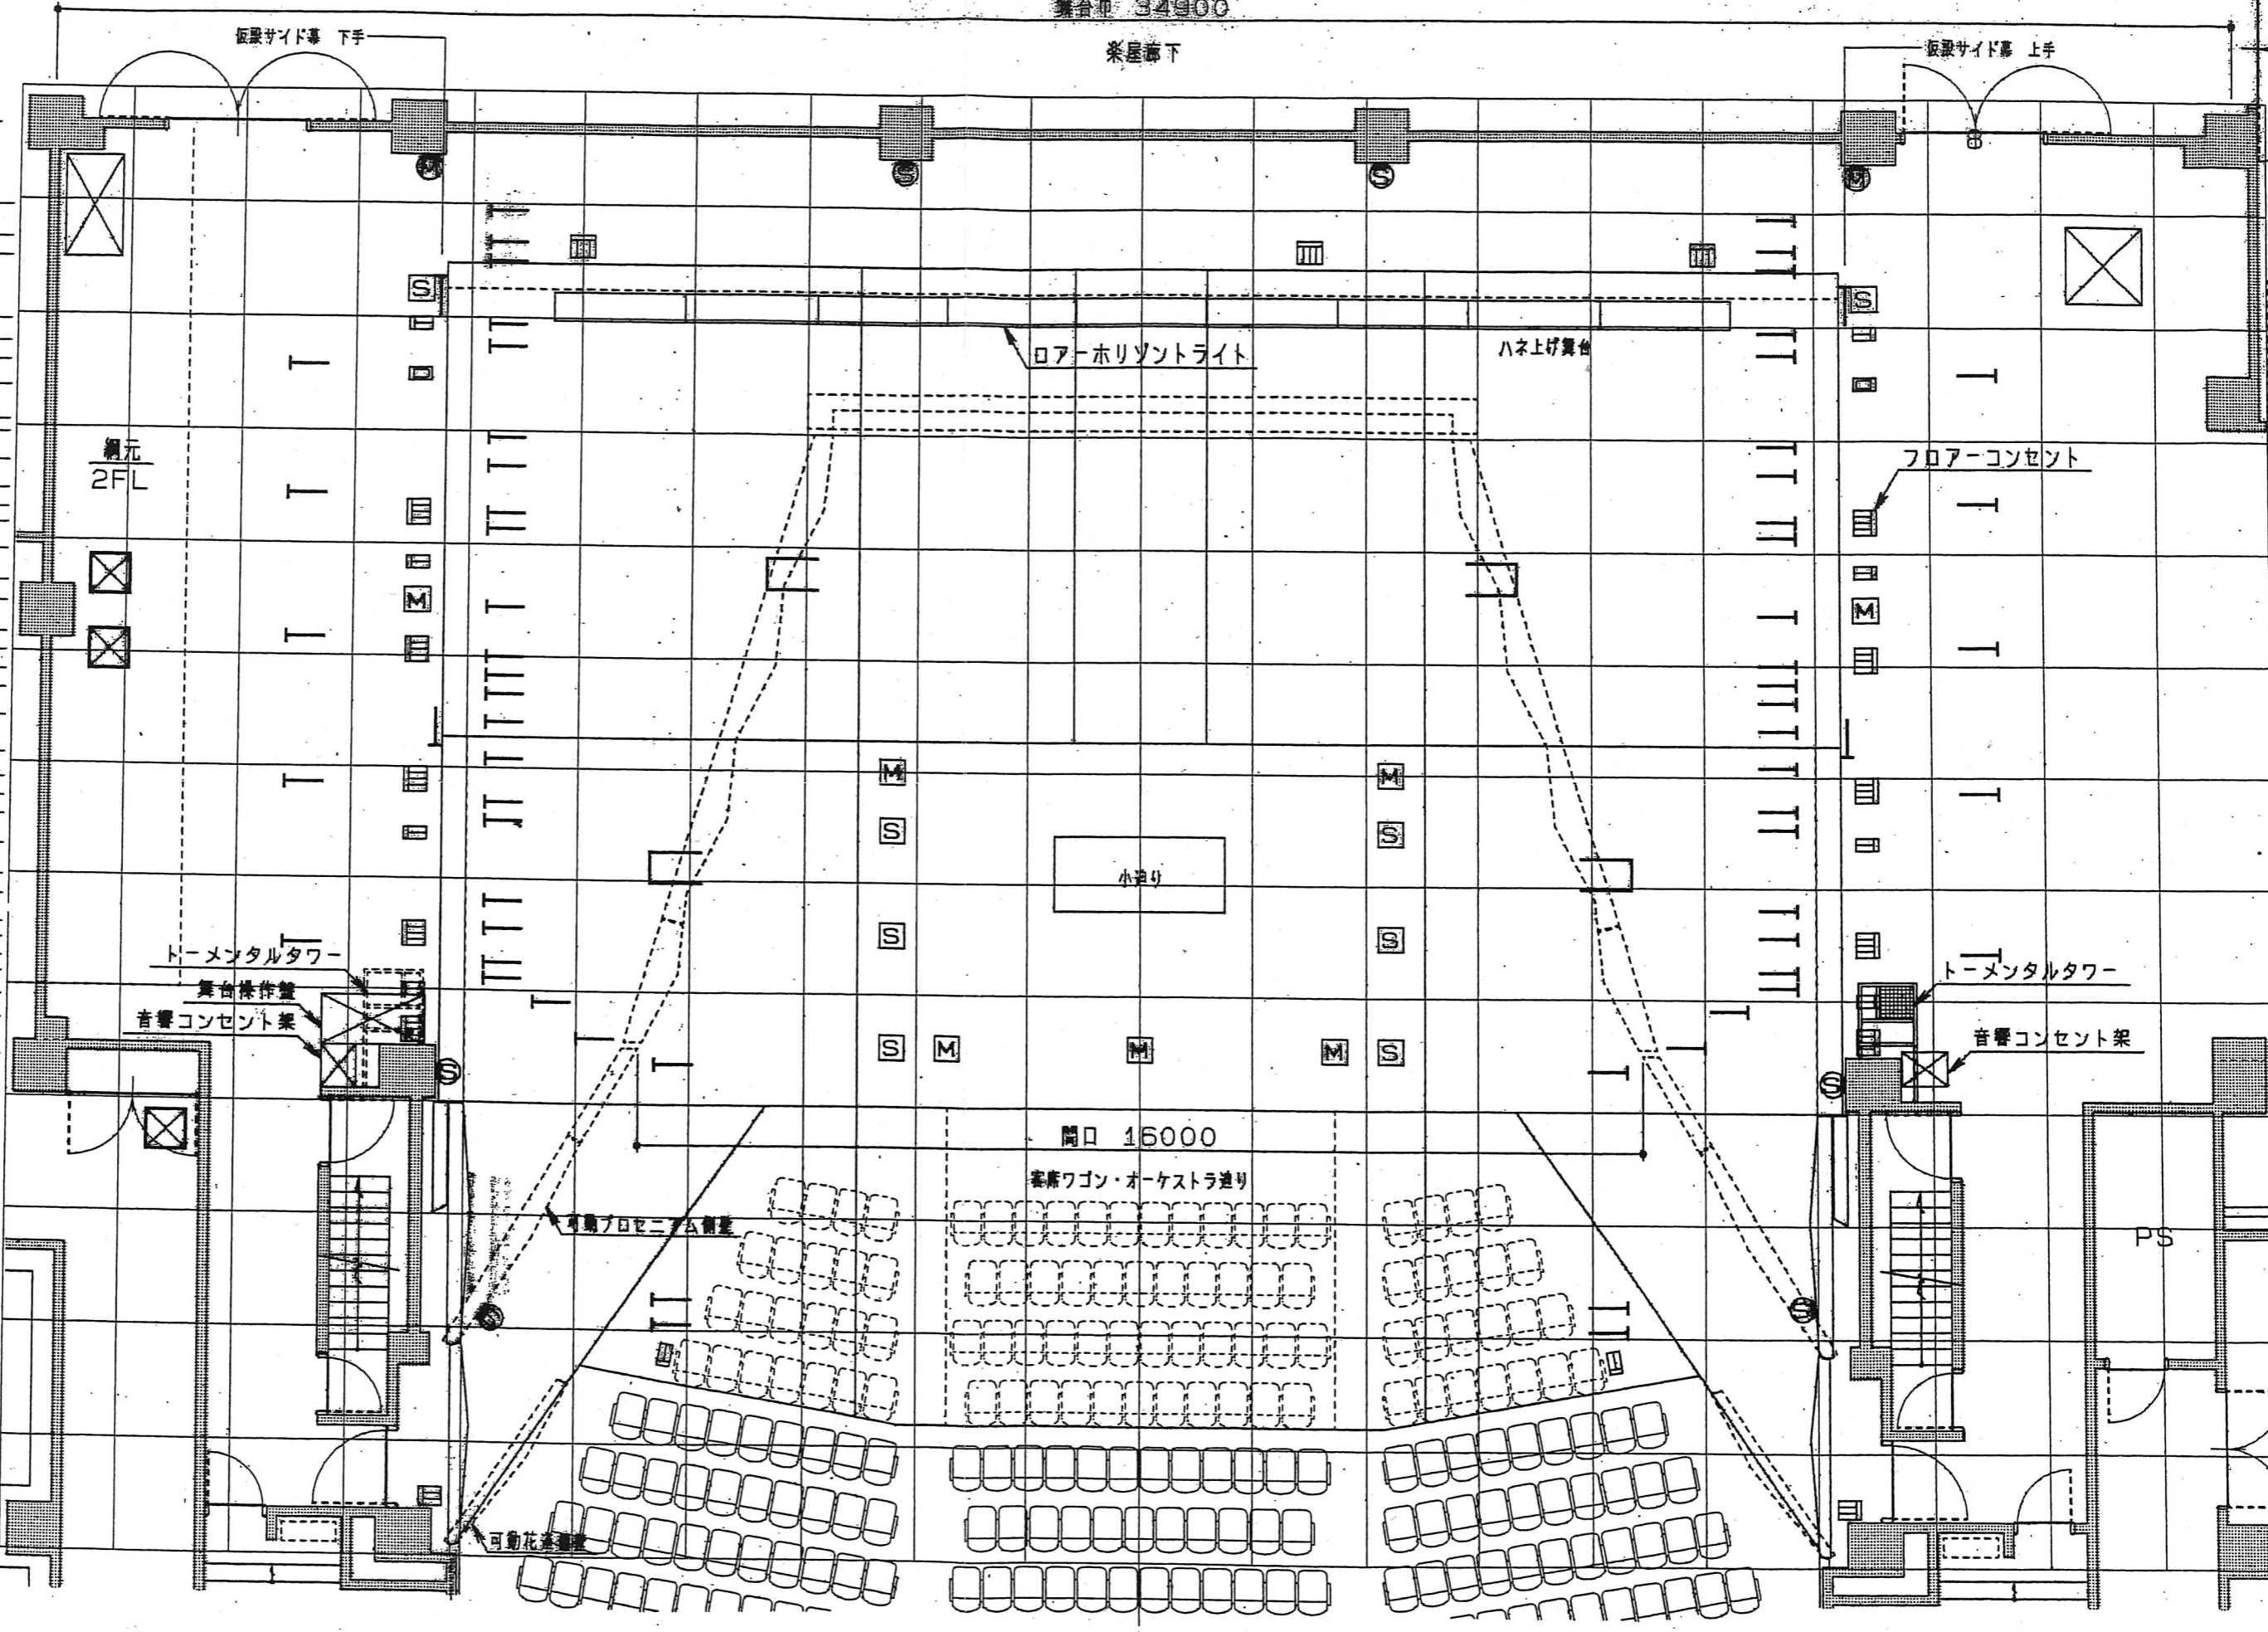 舞台巾 34900
仮設サイド幕 下手
楽屋廊下
仮設サイド幕 上手
M
S
S
M
S
S
ロアーホリゾントライト
ハネ上げ舞台
綱元
2FL
フロアーコンセント
M
M
M
M
S
S
小迫り
S
S
トーメンタルタワー
舞台操作盤
音響コンセント架
トーメンタルタワー
音響コンセント架
S
S
M
M
M
S
S
間口 16000
客席ワゴン・オーケストラ迫り
可動プロセニアム側壁
PS
S
S
可動花道側壁